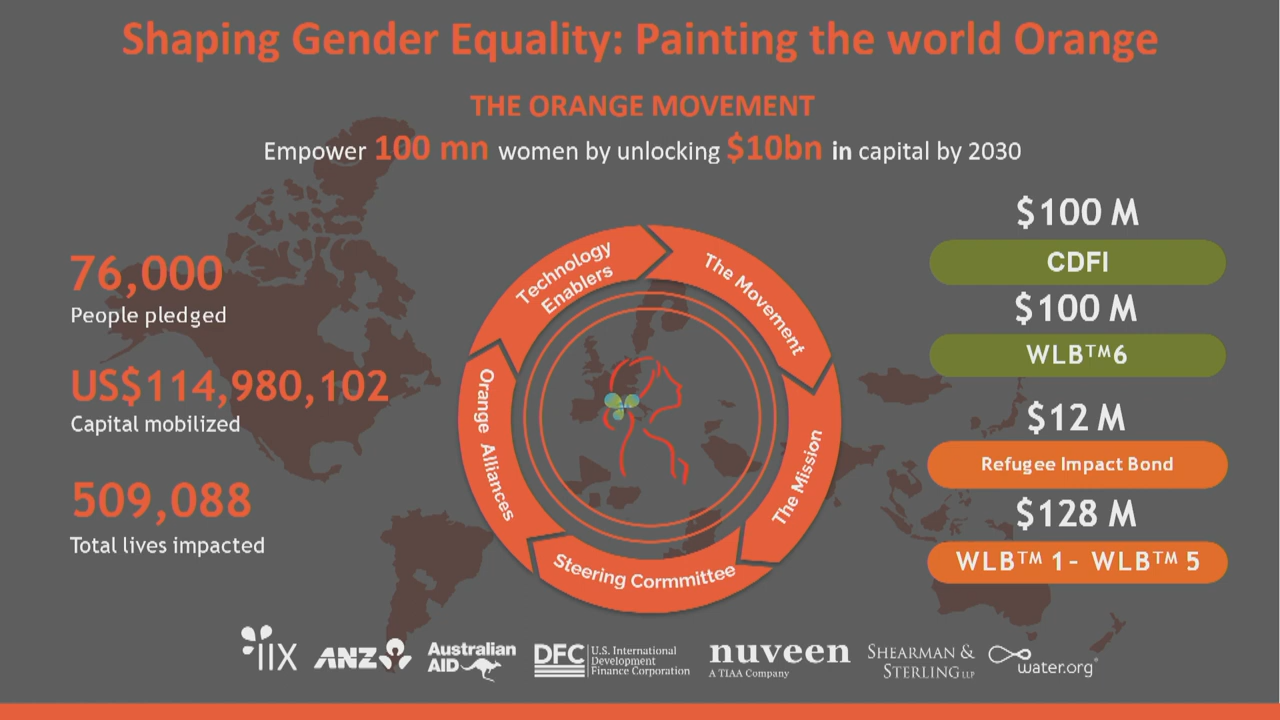 Shaping Gender Equality: Painting the world Orange
THE ORANGE MOVEMENT
Empower 100 mn women by unlocking $10bn in capital by 2030
76,000
People pledged
US$114,980,102
Capital mobilized
509,088
Total lives impacted
Technology
Enablers
The Movement
The Mission
Steering Cormmittee
Orange Alliances
$100 M
CDFI
$100 M
WLB™6
$12 M
Refugee Impact Bond
$128 M
WLB™ 1- WLB™ 5
iix
ANZ
Australian
AID
DFC
U.S. International
Development
Finance Corporation
nuveen
A TIAA Company
SHEARMAN &
STERLING LLP
water.org®